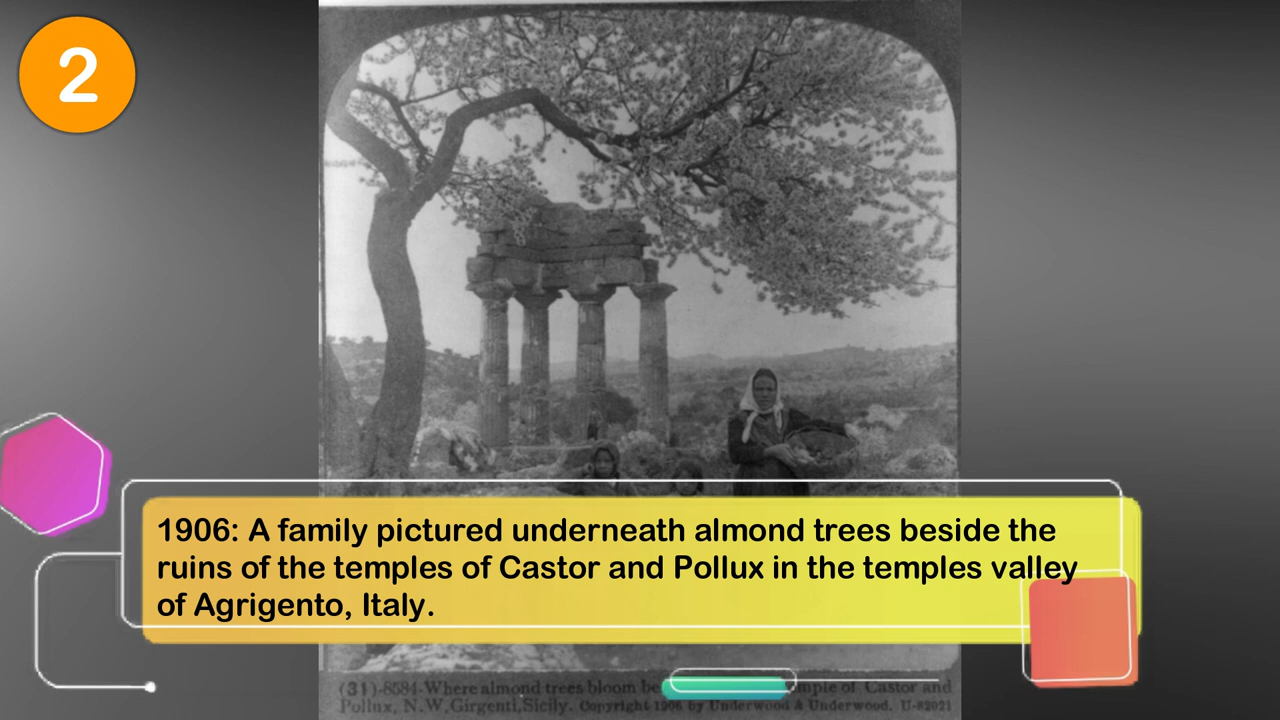 2
1906: A family pictured underneath almond trees beside the
ruins of the temples of Castor and Pollux in the temples valley
of Agrigento, Italy.
(31)-8584-Where almond trees bloom be mple of Castor and
Pollux, N.W, Girgenti, Sicily. Copyright 1906 by Underwood & Underwood. U-82021